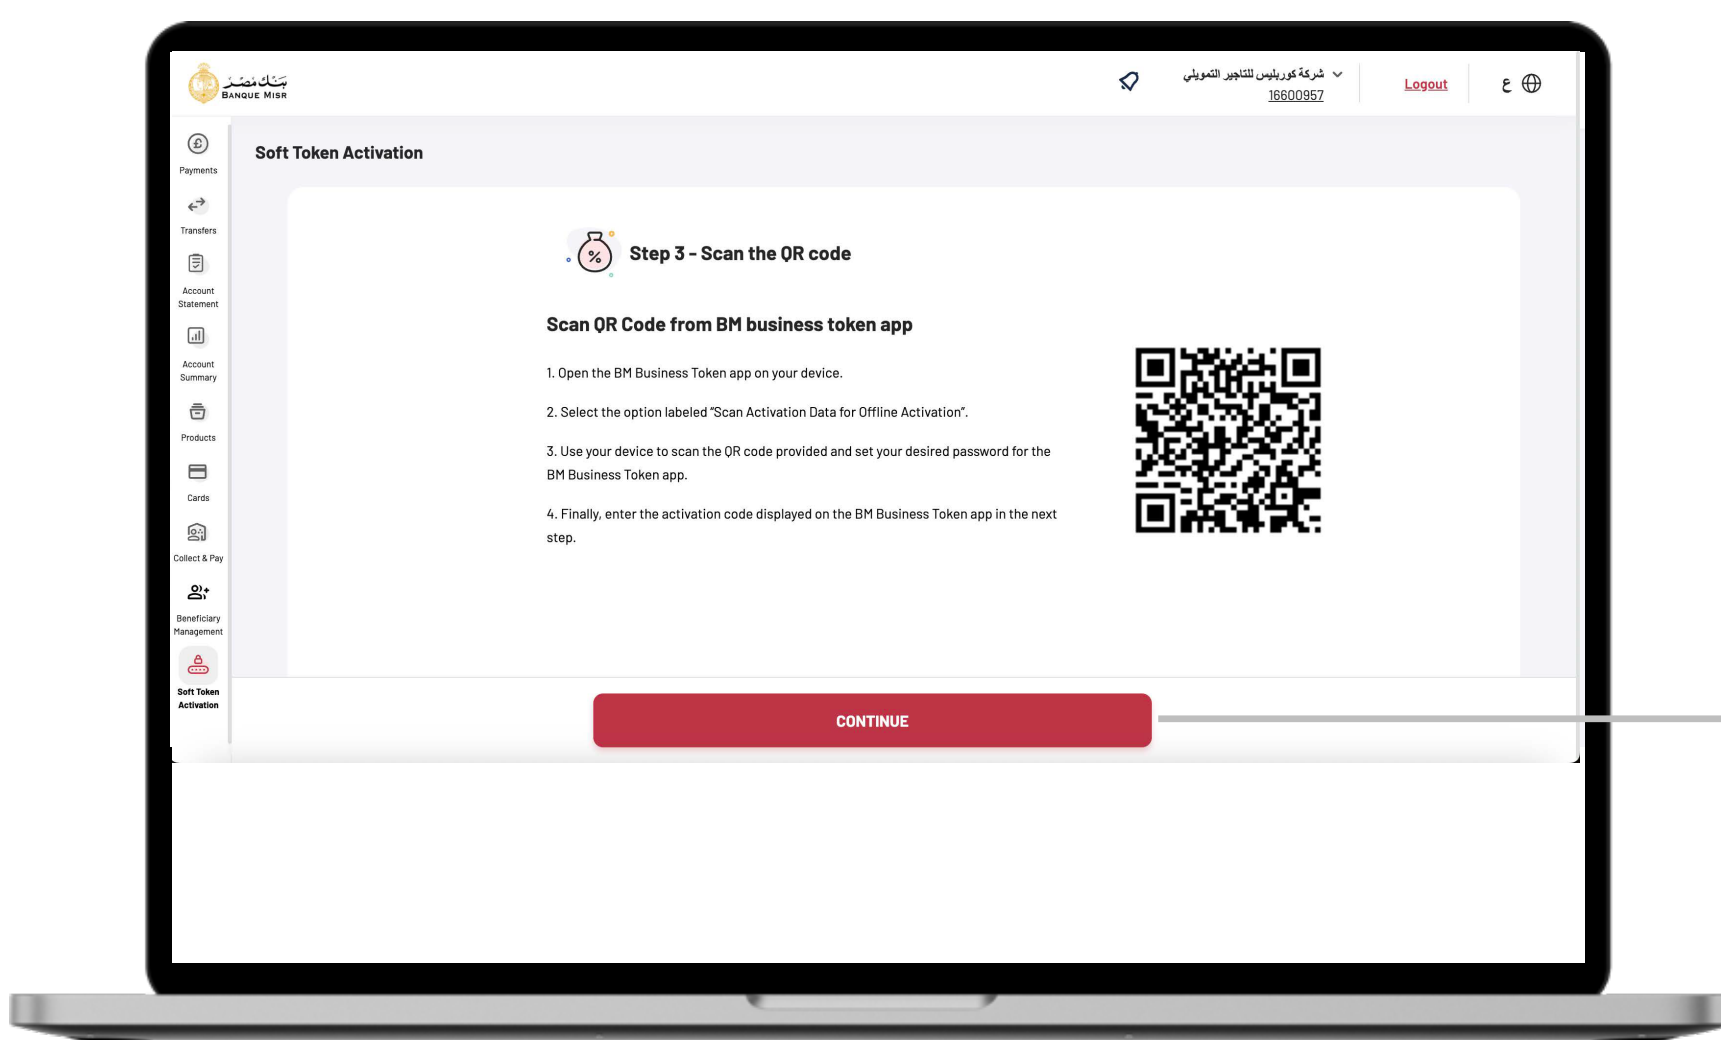 بنك مصر
BANQUE MISR
شركة كوربليس للتاجير التمويلي
16600957
Logout
ع
Payments
Transfers
Account
Statement
Account
Summary
Products
Cards
Collect & Pay
Beneficiary
Management
Soft Token
Activation
Soft Token Activation
Step 3 - Scan the QR code
Scan QR Code from BM business token app
1. Open the BM Business Token app on your device.
2. Select the option labeled “Scan Activation Data for Offline Activation”.
3. Use your device to scan the QR code provided and set your desired password for the
BM Business Token app.
4. Finally, enter the activation code displayed on the BM Business Token app in the next
step.
CONTINUE